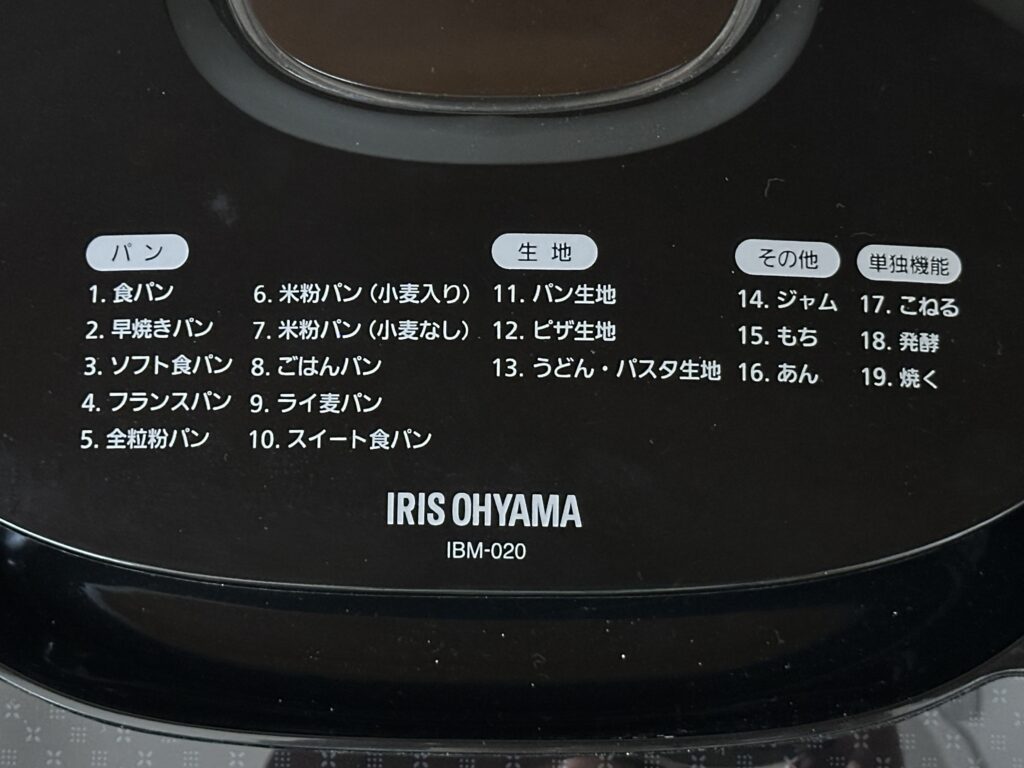 パン
1. 食パン
2. 早焼きパン
3. ソフト食パン
4. フランスパン
5. 全粒粉パン
6. 米粉パン（小麦入り）
7. 米粉パン（小麦なし）
8. ごはんパン
9. ライ麦パン
10. スイート食パン
生地
11. パン生地
12. ピザ生地
13. うどん・パスタ生地
その他
14. ジャム
15. もち
16. あん
単独機能
17. こねる
18. 発酵
19. 焼く
IRIS OHYAMA
IBM-020